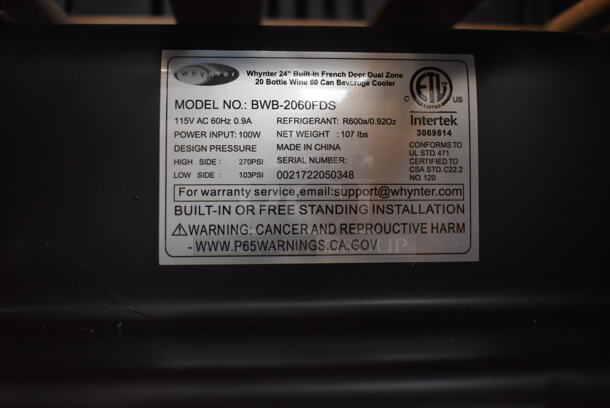 whynter
Whynter 24" Built-In French Door Dual Zone
20 Bottle Wine 60 Can Beverage Cooler
MODEL NO.: BWB-2060FDS
115V AC 60Hz 0.9A REFRIGERANT: R600a/0.92Oz
POWER INPUT: 100W NET WEIGHT : 107 lbs
DESIGN PRESSURE MADE IN CHINA
HIGH SIDE: 270PSI SERIAL NUMBER:
LOW SIDE: 103PSI 0021722050348
C ETL US
LISTED
Intertek
3069814
CONFORMS TO
UL STD. 471
CERTIFIED TO
CSA STD. C22.2
NO. 120
For warranty service,email:support@whynter.com
BUILT-IN OR FREE STANDING INSTALLATION
⚠WARNING: CANCER AND REPROUCTIVE HARM
- WWW.P65WARNINGS.CA.GOV